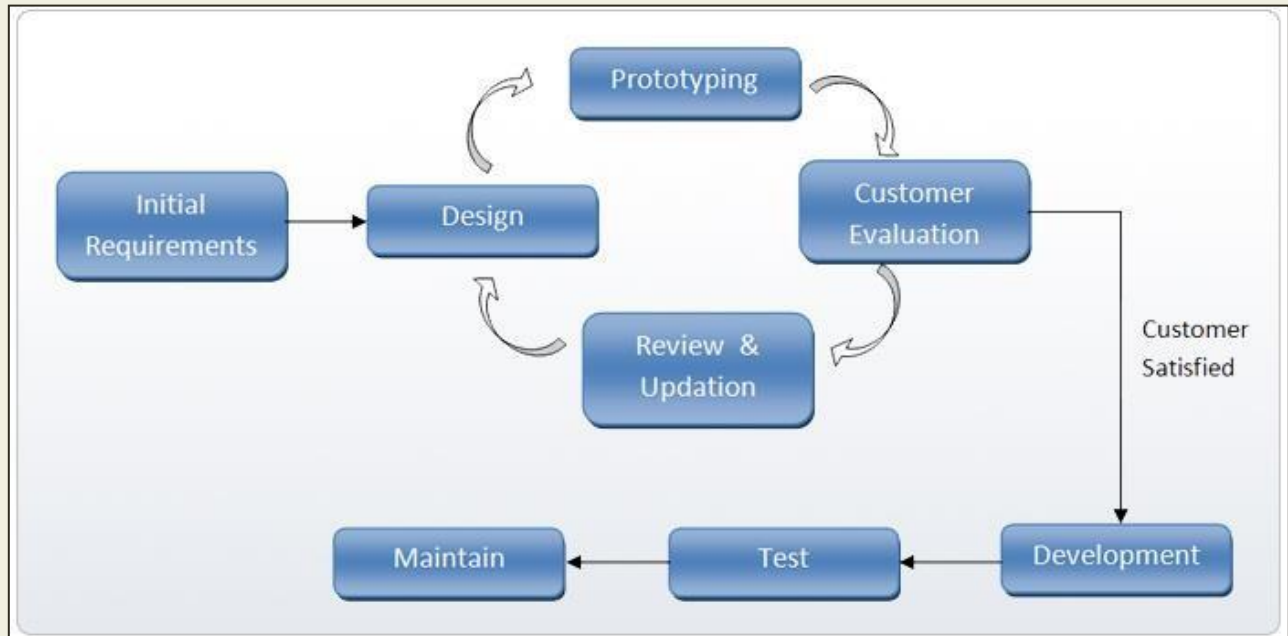 Prototyping
Initial
Requirements
Design
Customer
Evaluation
Review &
Updation
Customer
Satisfied
Maintain
Test
Development